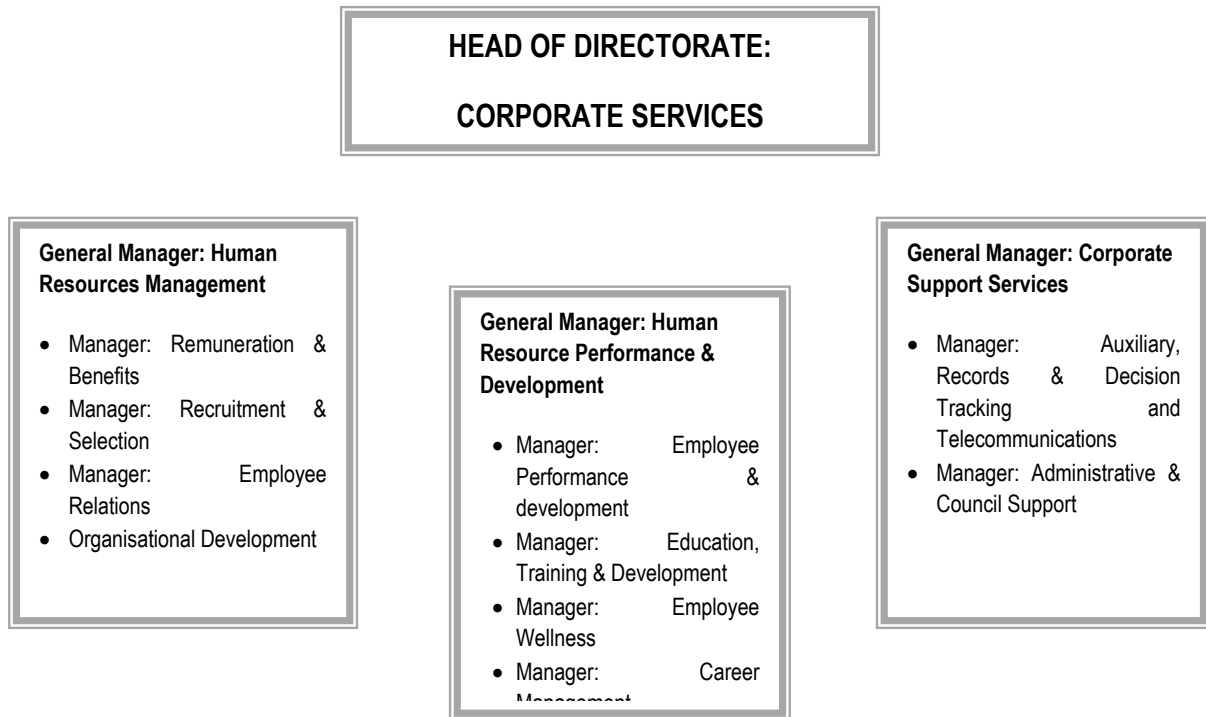 HEAD OF DIRECTORATE:
CORPORATE SERVICES
General Manager: Human
Resources Management
• Manager: Remuneration &
Benefits
• Manager: Recruitment &
Selection
• Manager: Employee
Relations
• Organisational Development
General Manager: Human
Resource Performance &
Development
• Manager: Employee
Performance &
development
• Manager: Education,
Training & Development
• Manager: Employee
Wellness
• Manager: Career
Management
General Manager: Corporate
Support Services
• Manager: Auxiliary,
Records & Decision
Tracking and
Telecommunications
• Manager: Administrative &
Council Support